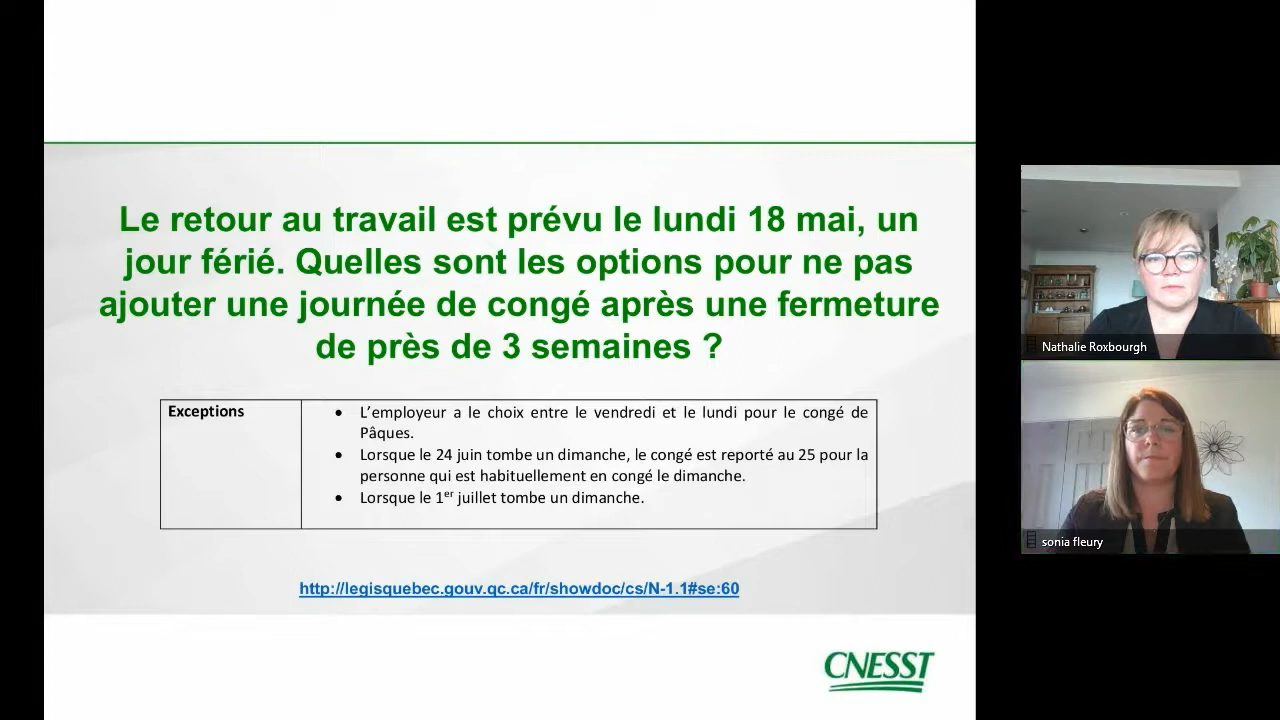 Le retour au travail est prévu le lundi 18 mai, un
jour férié. Quelles sont les options pour ne pas
ajouter une journée de congé après une fermeture
de près de 3 semaines ?
Exceptions
• L'employeur a le choix entre le vendredi et le lundi pour le congé de
Pâques.
• Lorsque le 24 juin tombe un dimanche, le congé est reporté au 25 pour la
personne qui est habituellement en congé le dimanche.
• Lorsque le 1er juillet tombe un dimanche.
http://legisquebec.gouv.qc.ca/fr/showdoc/cs/N-1.1#se:60
CNESST
Nathalie Roxbourgh
sonia fleury